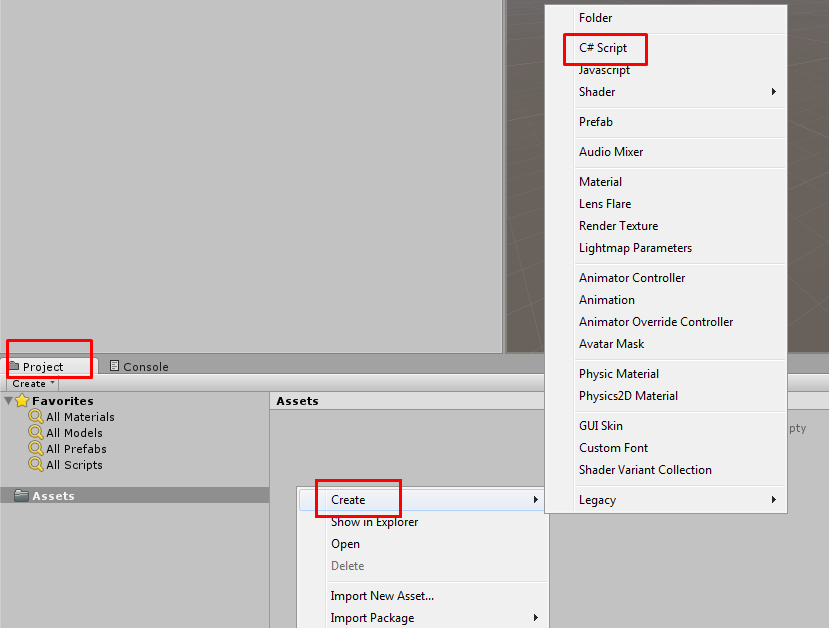 Project
Console
Create
Favorites
All Materials
All Models
All Prefabs
All Scripts
Assets
Assets
Create
Show in Explorer
Open
Delete
Import New Asset...
Import Package
Folder
C# Script
Javascript
Shader
Prefab
Audio Mixer
Material
Lens Flare
Render Texture
Lightmap Parameters
Animator Controller
Animation
Animator Override Controller
Avatar Mask
Physic Material
Physics2D Material
GUI Skin
Custom Font
Shader Variant Collection
Legacy
pty